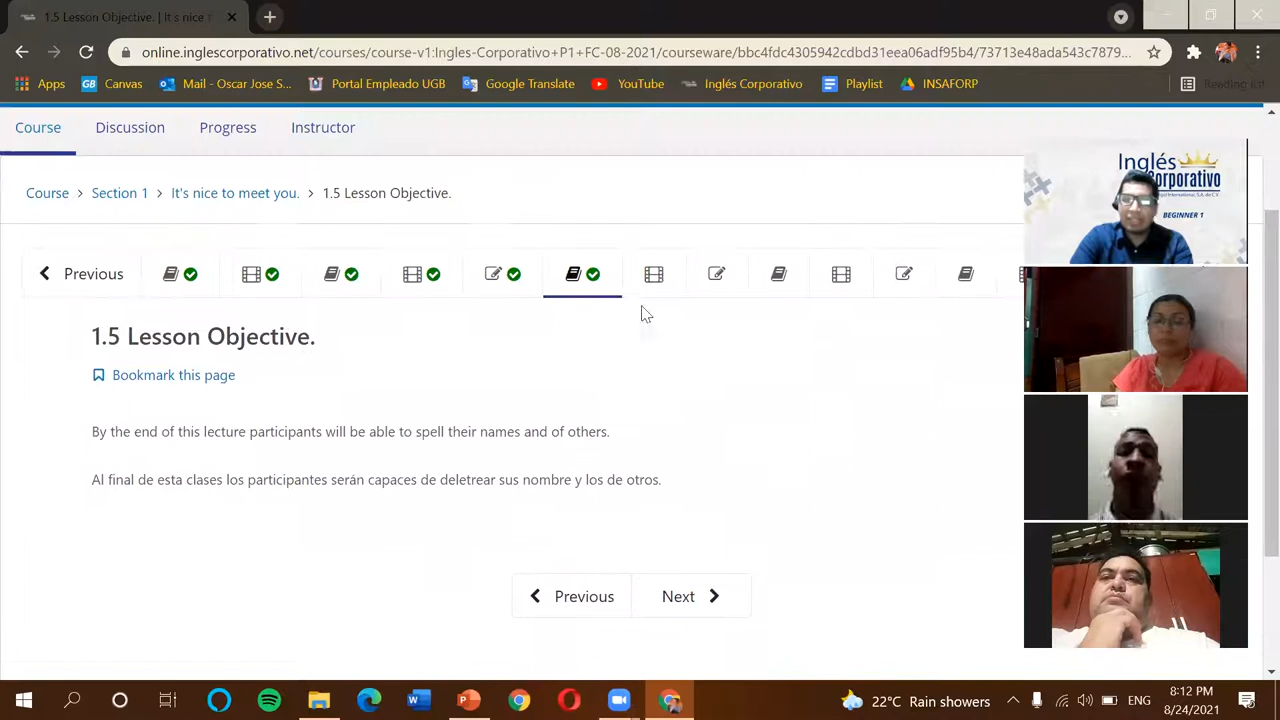 1.5 Lesson Objective. | It's nice t
online.inglescorporativo.net/courses/course-v1:Ingles-Corporativo+P1+FC-08-2021/courseware/bbc4fdc4305942cdbd31eea06adf95b4/73713e48ada543c7879...
Apps GB Canvas Mail - Oscar Jose S... Portal Empleado UGB Google Translate YouTube Inglés Corporativo Playlist INSAFORP Reading list
Course Discussion Progress Instructor
Course > Section 1 > It's nice to meet you. > 1.5 Lesson Objective.
Previous
1.5 Lesson Objective.
Bookmark this page
By the end of this lecture participants will be able to spell their names and of others.
Al final de esta clases los participantes serán capaces de deletrear sus nombre y los de otros.
Previous Next
Inglés
BEGINNER 1
22°C Rain showers ENG 8:12 PM
8/24/2021